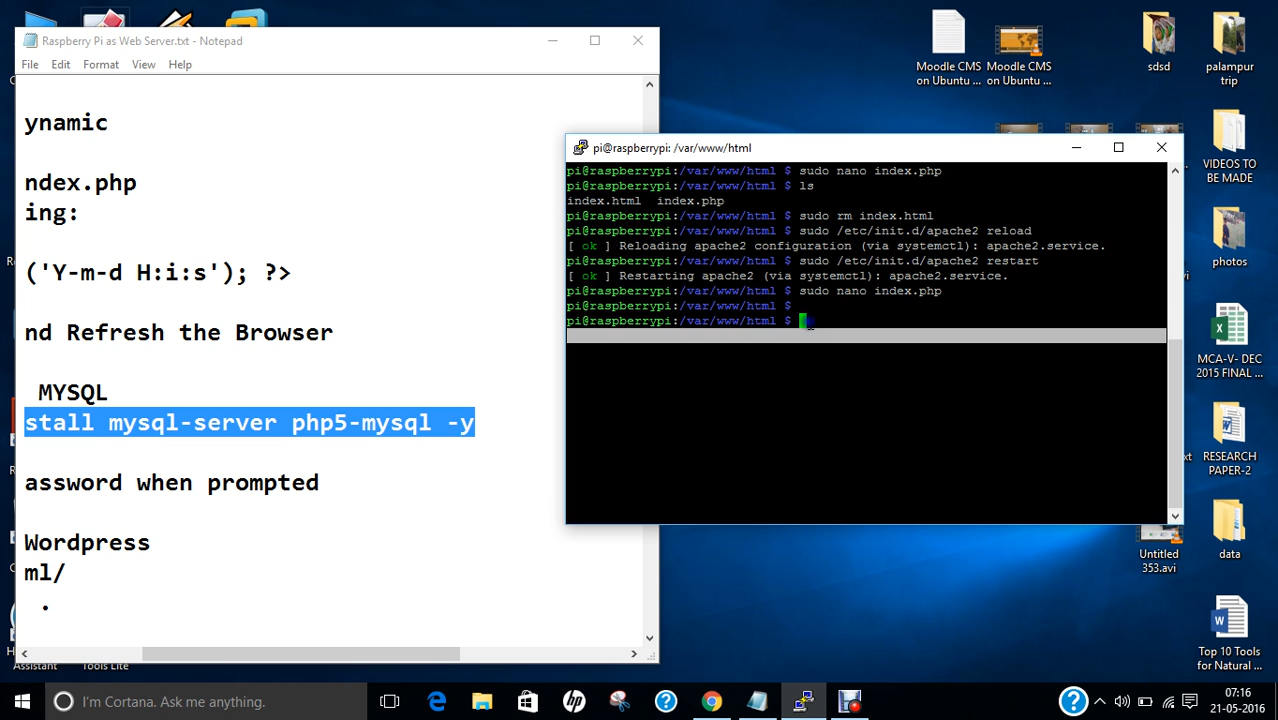 Raspberry Pi as Web Server.txt - Notepad
File Edit Format View Help
ynamic
ndex.php
ing:
('Y-m-d H:i:s'); ?>
nd Refresh the Browser
MYSQL
stall mysql-server php5-mysql -y
assword when prompted
Wordpress
ml/
.
pi@raspberrypi: /var/www/html
pi@raspberrypi:/var/www/html $ sudo nano index.php
pi@raspberrypi:/var/www/html $ ls
index.html index.php
pi@raspberrypi:/var/www/html $ sudo rm index.html
pi@raspberrypi:/var/www/html $ sudo /etc/init.d/apache2 reload
[ ok ] Reloading apache2 configuration (via systemctl): apache2.service.
pi@raspberrypi:/var/www/html $ sudo /etc/init.d/apache2 restart
[ ok ] Restarting apache2 (via systemctl): apache2.service.
pi@raspberrypi:/var/www/html $ sudo nano index.php
pi@raspberrypi:/var/www/html $
pi@raspberrypi:/var/www/html $
Moodle CMS
on Ubuntu ...
Moodle CMS
on Ubuntu ...
sdsd
palampur
trip
VIDEOS TO
BE MADE
photos
MCA-V- DEC
2015 FINAL ...
RESEARCH
PAPER-2
Untitled
353.avi
data
Top 10 Tools
for Natural ...
Assistant
Tools Lite
I'm Cortana. Ask me anything.
07:16
21-05-2016